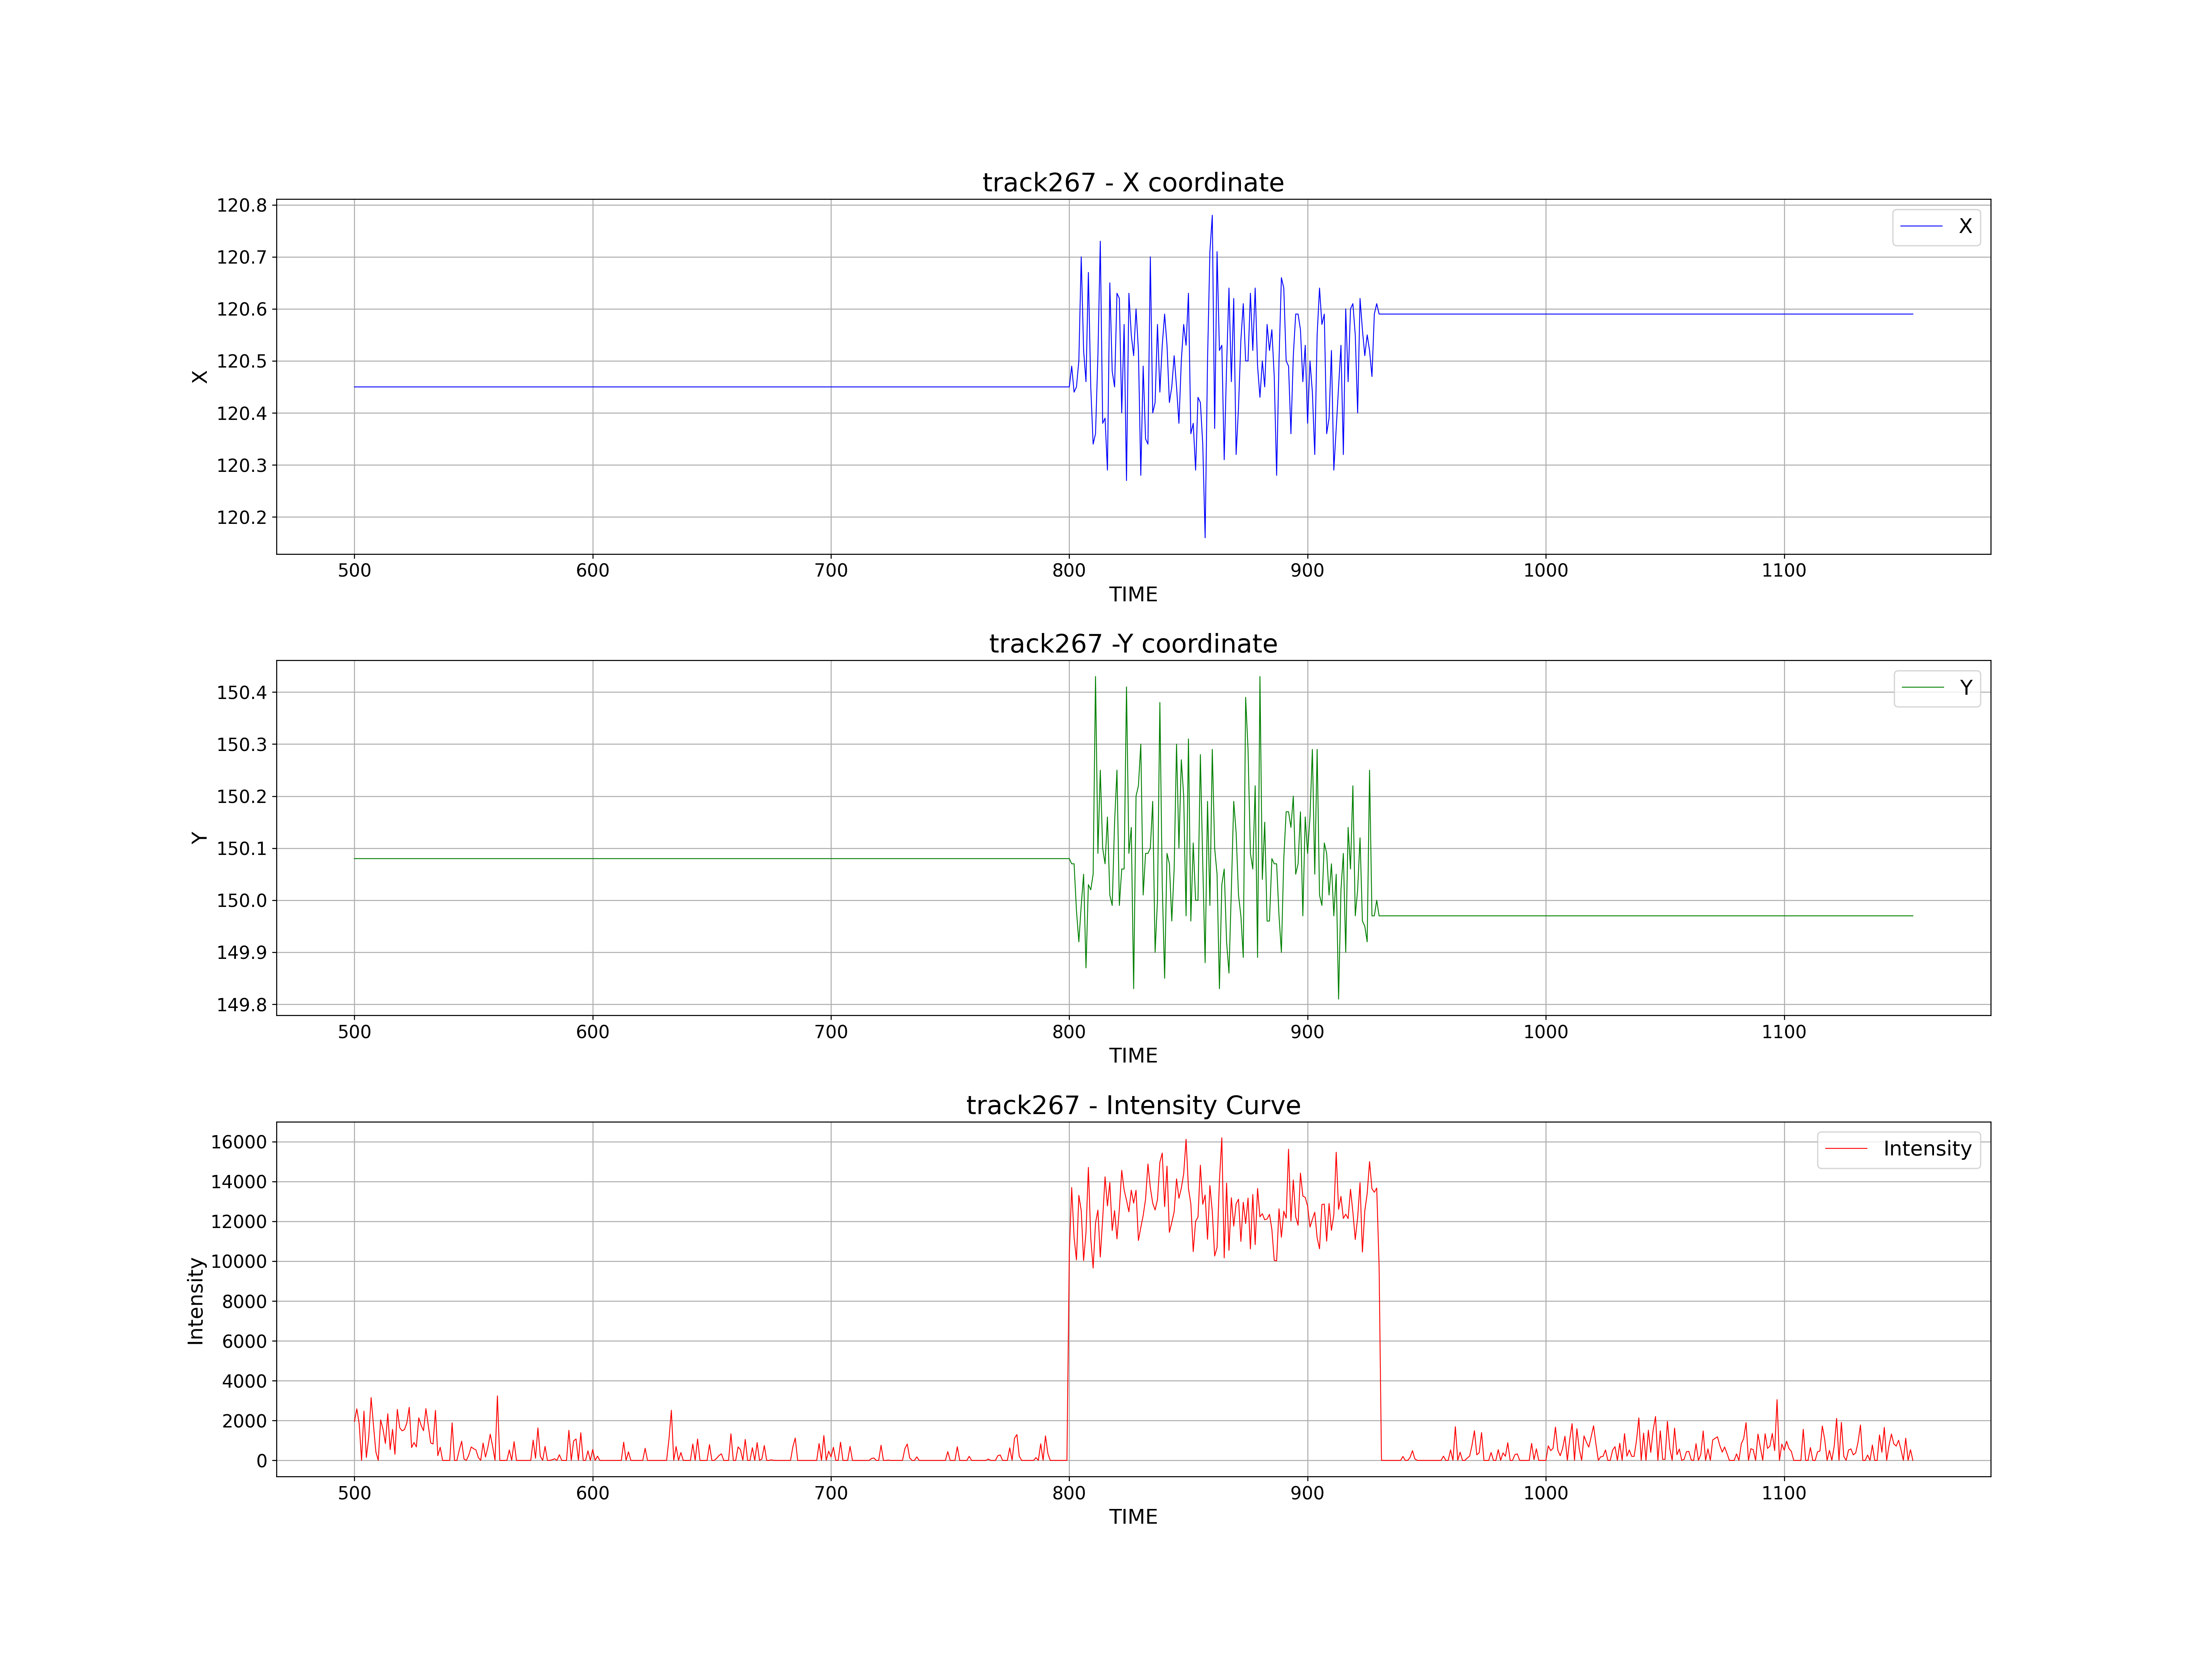 track267 - X coordinate
120.8
120.7
120.6
120.5
120.4
120.3
120.2
X
X
500 600 700 800 900 1000 1100
TIME
track267 -Y coordinate
150.4
150.3
150.2
150.1
150.0
149.9
149.8
Y
Y
500 600 700 800 900 1000 1100
TIME
track267 - Intensity Curve
16000
14000
12000
10000
8000
6000
4000
2000
0
Intensity
Intensity
500 600 700 800 900 1000 1100
TIME